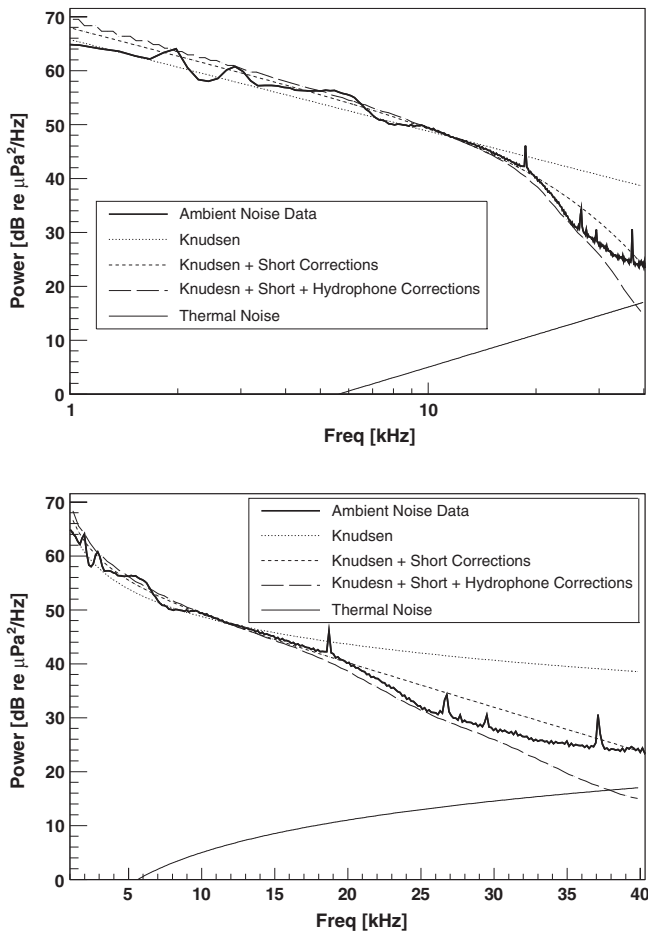 70
60
50
40
30
20
10
0
Power [dB re μPa²/Hz]
Ambient Noise Data
Knudsen
Knudsen + Short Corrections
Knudesn + Short + Hydrophone Corrections
Thermal Noise
1
10
Freq [kHz]
70
60
50
40
30
20
10
0
Power [dB re μPa²/Hz]
Ambient Noise Data
Knudsen
Knudsen + Short Corrections
Knudesn + Short + Hydrophone Corrections
Thermal Noise
5 10 15 20 25 30 35 40
Freq [kHz]